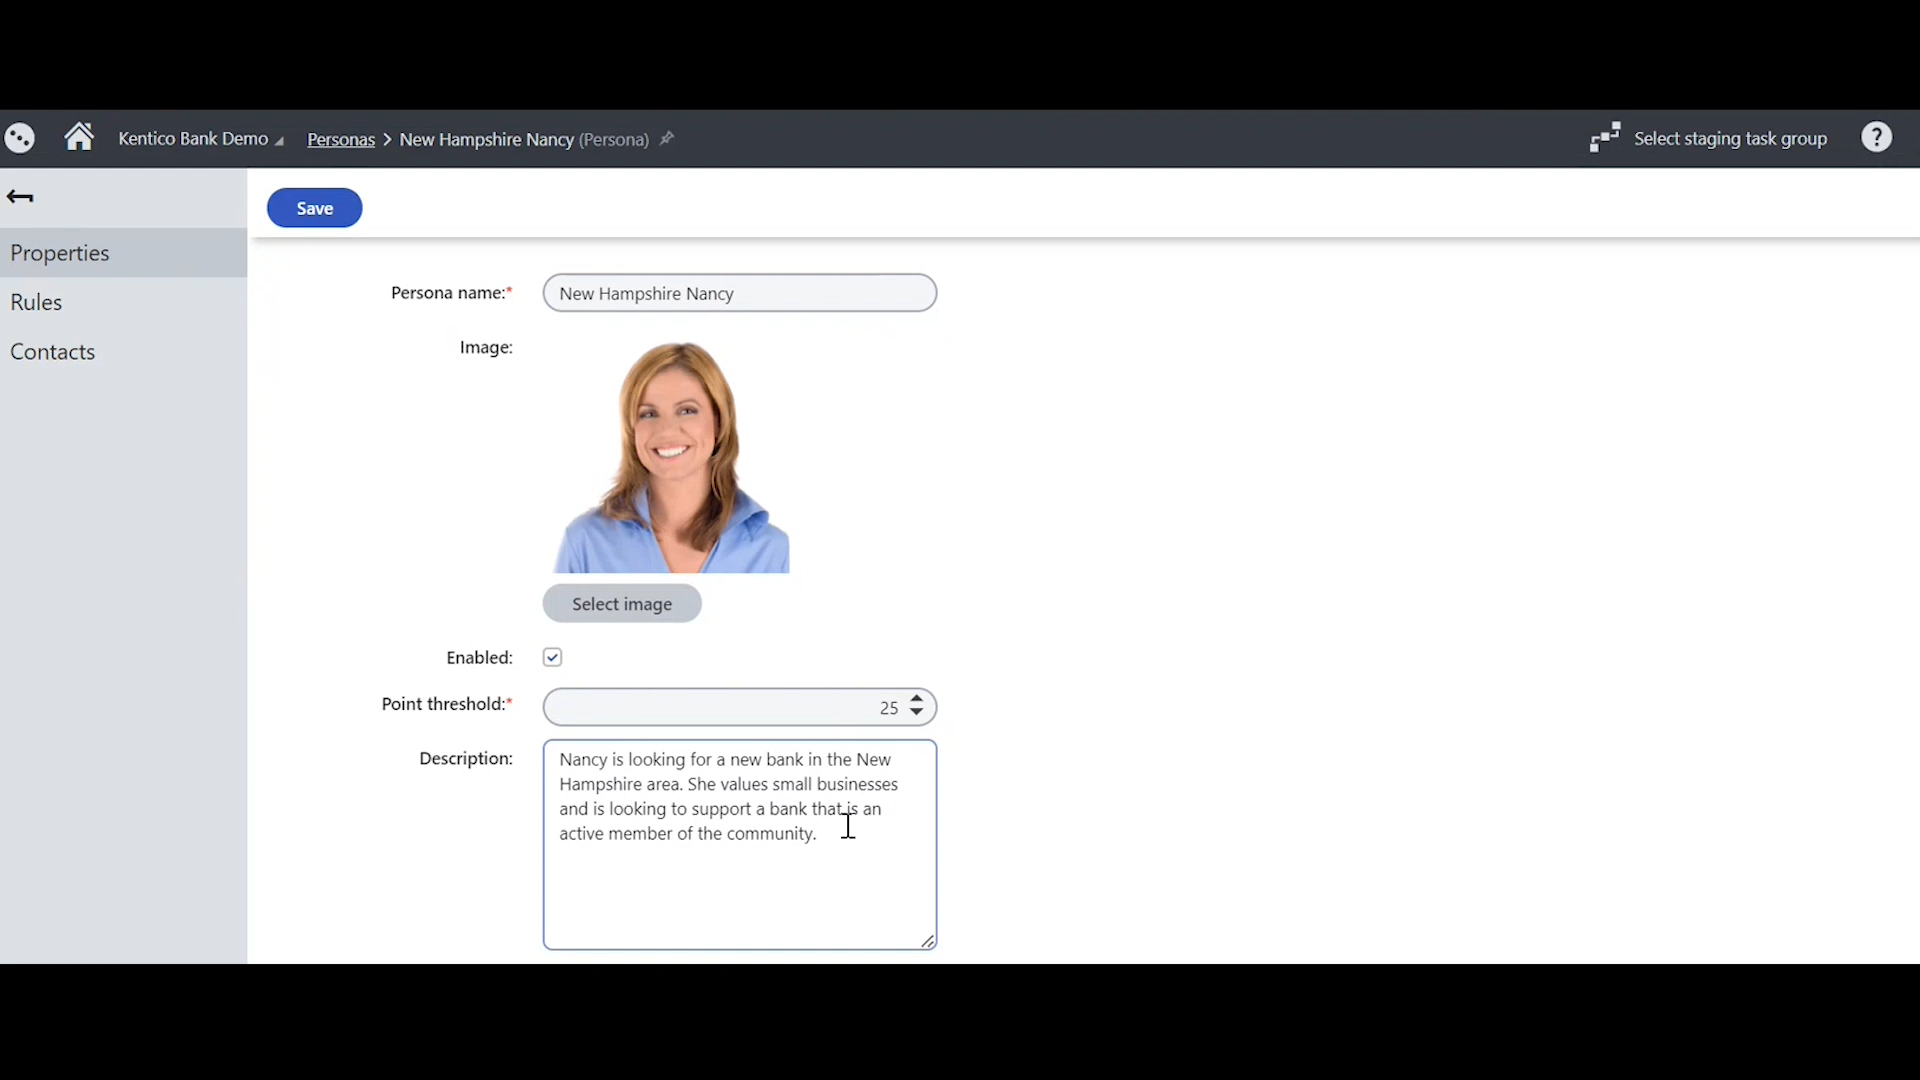 Kentico Bank Demo Personas > New Hampshire Nancy (Persona) Select staging task group ?
Save
Properties
Rules
Contacts
Persona name:* New Hampshire Nancy
Image:
Select image
Enabled:
Point threshold:* 25
Description:
Nancy is looking for a new bank in the New
Hampshire area. She values small businesses
and is looking to support a bank that is an
active member of the community.